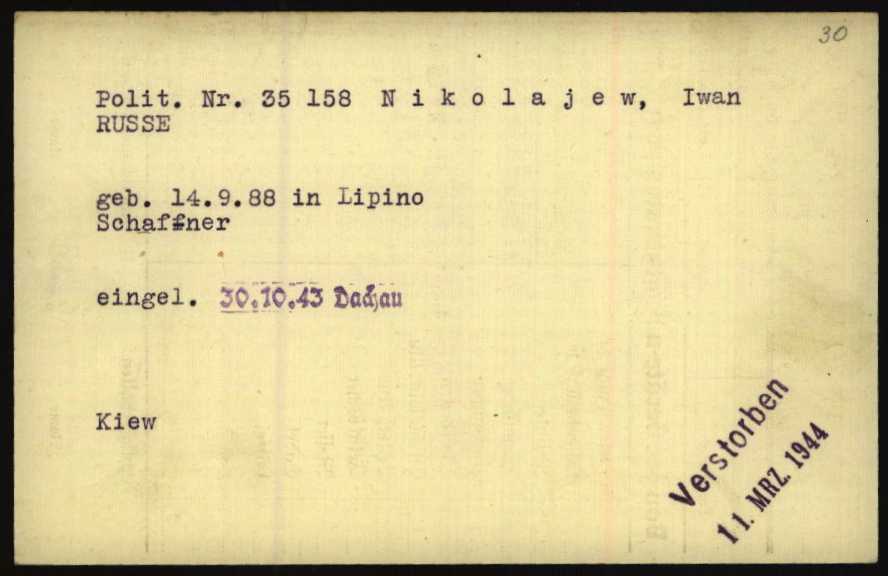 30
Polit. Nr. 35 158 N i k o l a j e w, Iwan
RUSSE
geb. 14.9.88 in Lipino
Schaffner
eingel. 30.10.43 Dachau
Kiew
Verstorben
11. MRZ. 1944